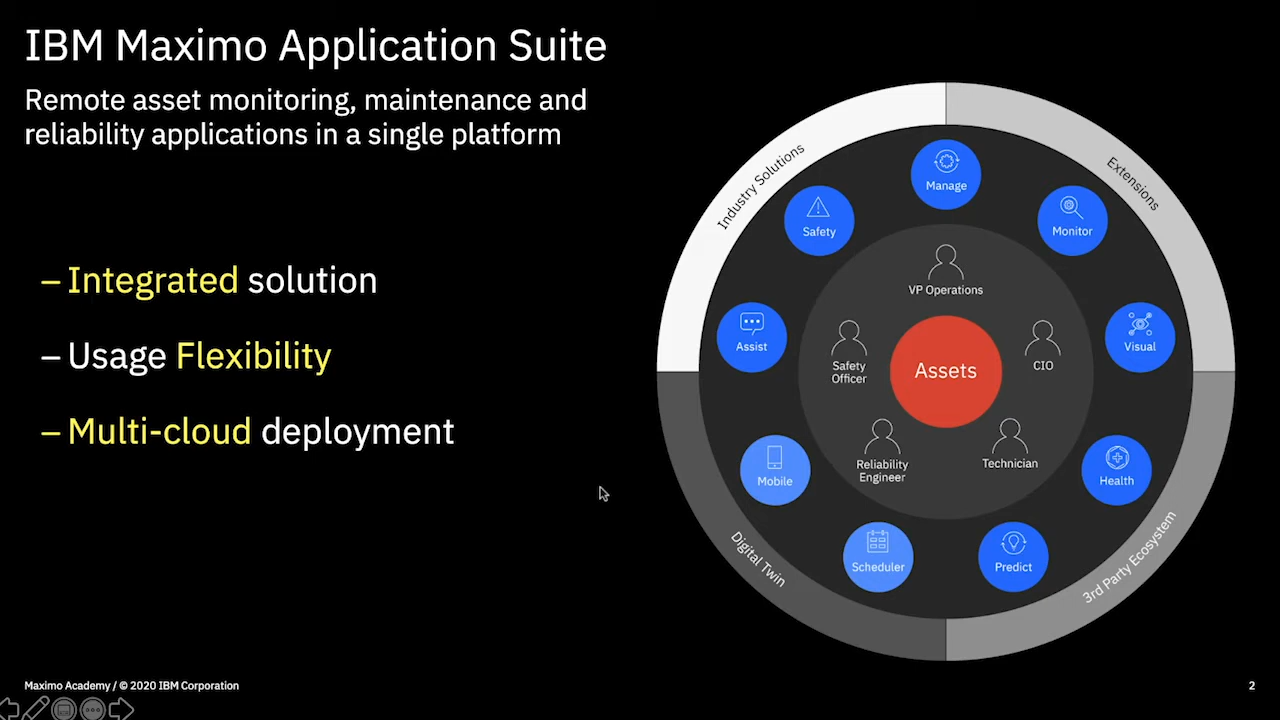 IBM Maximo Application Suite
Remote asset monitoring, maintenance and
reliability applications in a single platform
– Integrated solution
– Usage Flexibility
– Multi-cloud deployment
Industry Solutions
Extensions
Digital Twin
3rd Party Ecosystem
Manage
Safety
Monitor
Assist
Visual
Mobile
Health
Scheduler
Predict
VP Operations
Safety
Officer
CIO
Assets
Reliability
Engineer
Technician
Maximo Academy / © 2020 IBM Corporation
2